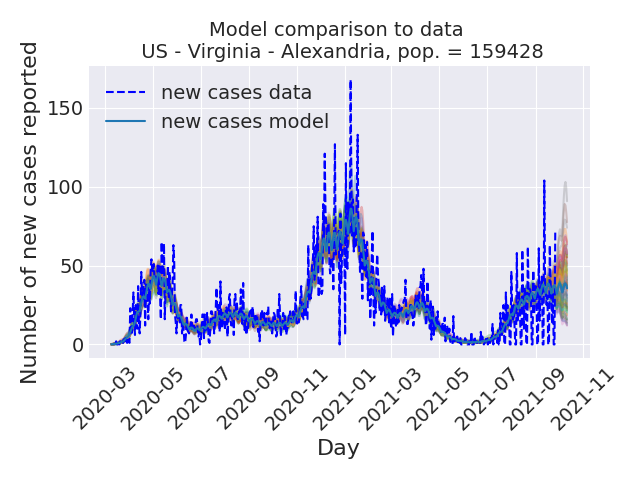 Model comparison to data
US - Virginia - Alexandria, pop. = 159428
Number of new cases reported
new cases data
new cases model
150
100
50
0
2020-03
2020-05
2020-07
2020-09
2020-11
2021-01
2021-03
2021-05
2021-07
2021-09
2021-11
Day